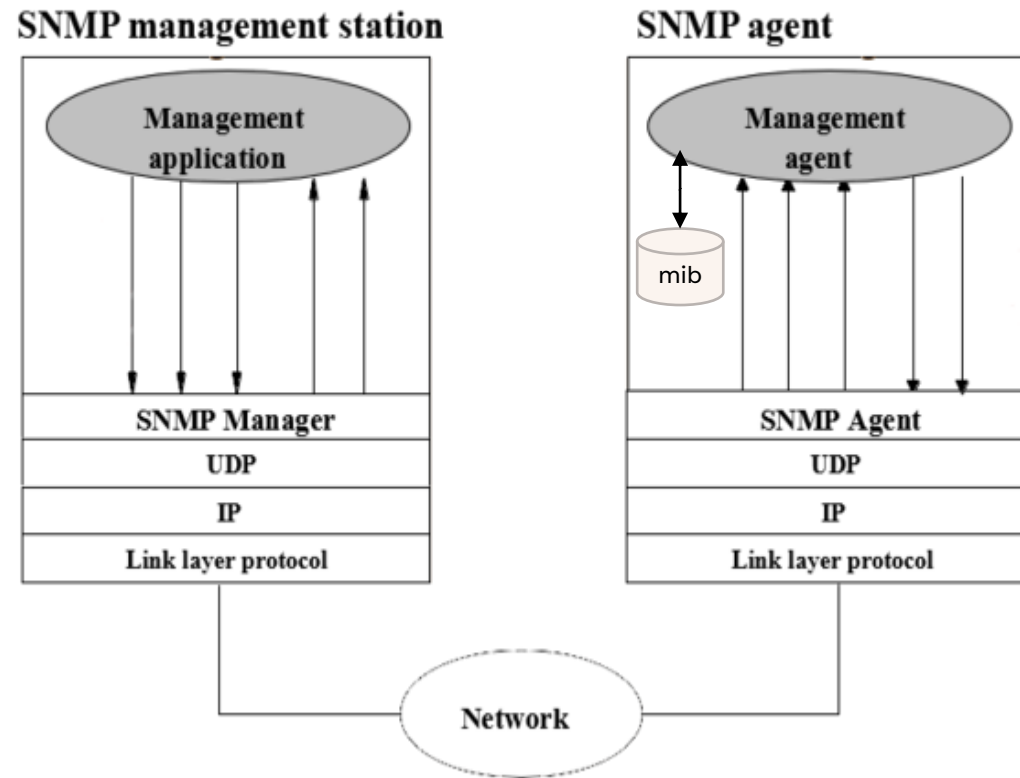 SNMP management station
Management
application
SNMP Manager
UDP
IP
Link layer protocol
SNMP agent
Management
agent
mib
SNMP Agent
UDP
IP
Link layer protocol
Network